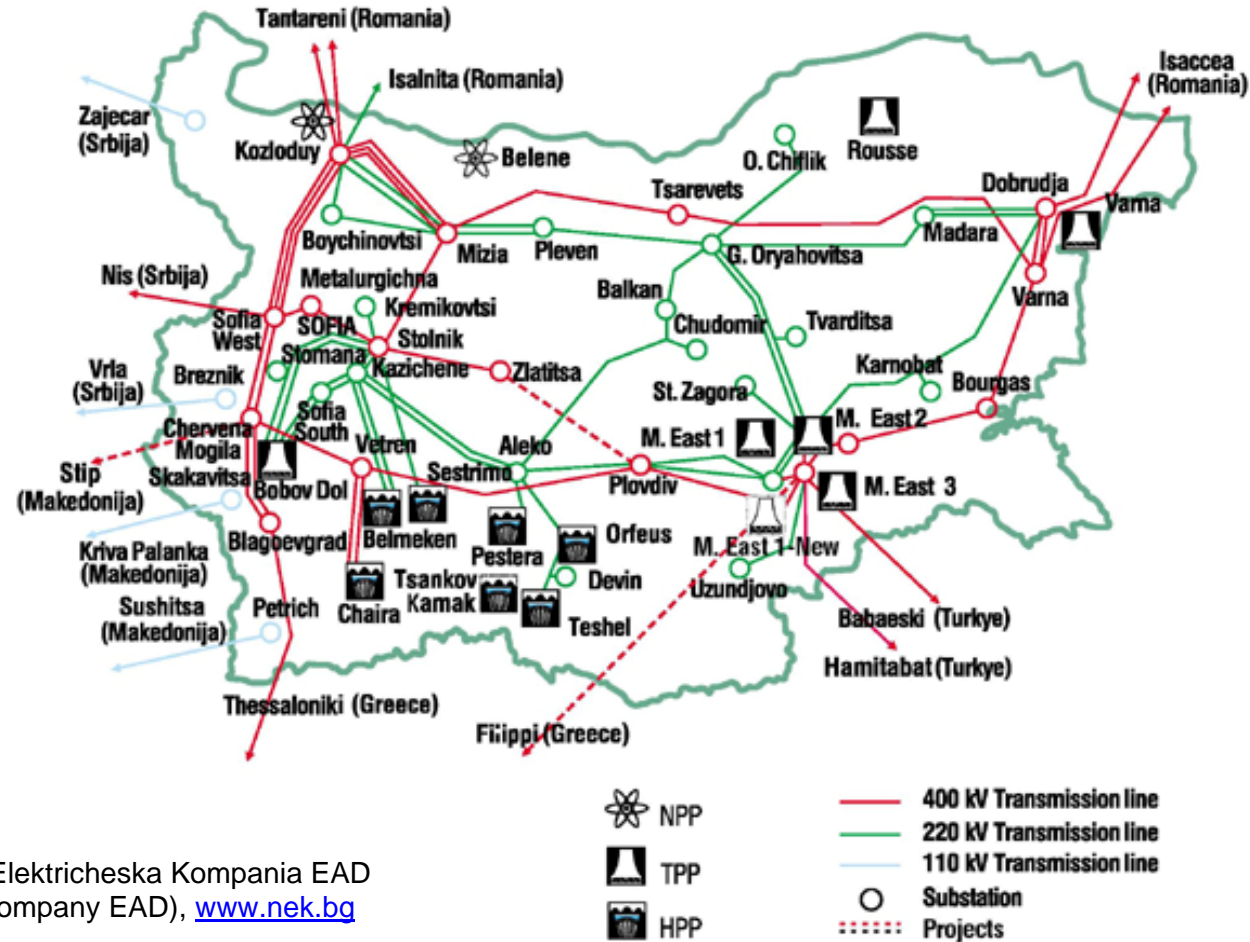 Tantareni (Romania)
Isalnita (Romania)
Isaccea
(Romania)
Zajecar
(Srbija)
Kozloduy
Belene
O. Chiflik
Rousse
Tsarevets
Dobrudja
Varna
Boychinovtsi
Mizia
Pleven
G. Oryahovitsa
Madara
Nis (Srbija)
Metalurgichna
Kremikovtsi
Balkan
Varna
Sofia
West
SOFIA
Stolnik
Chudomir
Tvarditsa
Stomana
Kazichene
Zlatitsa
Karnobat
Vrla
(Srbija)
Breznik
St. Zagora
Bourgas
Sofia
South
Chervena
Mogila
Vetren
Aleko
M. East 1
M. East 2
Stip
(Makedonija)
Skakavitsa
Bobov Dol
Sestrimo
Plovdiv
M. East 3
Blagoevgrad
Belmeken
Pestera
Orfeus
M. East 1-New
Kriva Palanka
(Makedonija)
Tsankov
Kamak
Devin
Uzundjovo
Sushitsa
(Makedonija)
Petrich
Chaira
Teshel
Babaeski (Turkye)
Hamitabat (Turkye)
Thessaloniki (Greece)
Filippi (Greece)
NPP
TPP
HPP
400 kV Transmission line
220 kV Transmission line
110 kV Transmission line
Substation
Projects
Elektricheska Kompania EAD
ompany EAD), www.nek.bg